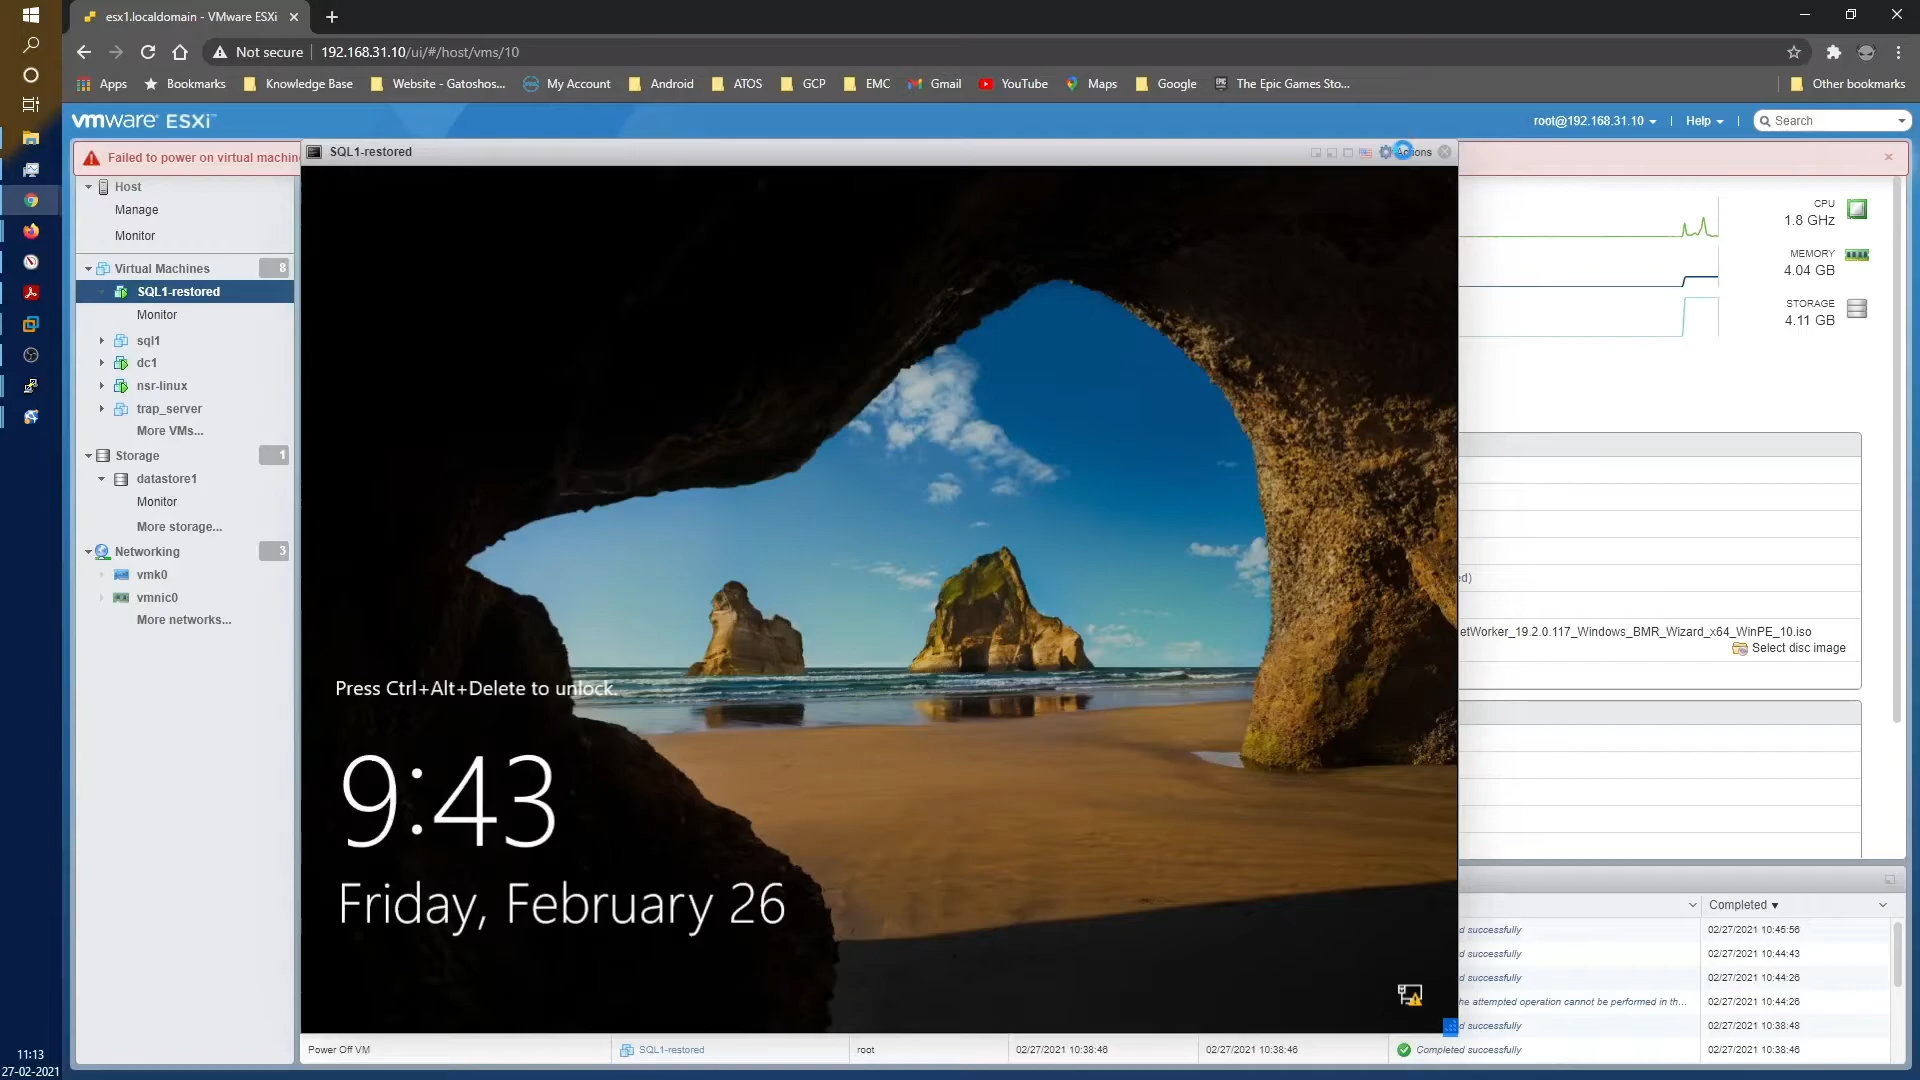 esx1.localdomain - VMware ESXi
Not secure
192.168.31.10/ui/#/host/vms/10
Apps
Bookmarks
Knowledge Base
Website - Gatoshos...
My Account
Android
ATOS
GCP
EMC
Gmail
YouTube
Maps
Google
The Epic Games Sto...
Other bookmarks
vmware ESXi™
root@192.168.31.10
Help
Search
Failed to power on virtual machin
SQL1-restored
Actions
Host
Manage
Monitor
Virtual Machines 8
SQL1-restored
Monitor
sql1
dc1
nsr-linux
trap_server
More VMs...
Storage 1
datastore1
Monitor
More storage...
Networking 3
vmk0
vmnic0
More networks...
Press Ctrl+Alt+Delete to unlock.
9:43
Friday, February 26
CPU
1.8 GHz
MEMORY
4.04 GB
STORAGE
4.11 GB
ed)
etWorker_19.2.0.117_Windows_BMR_Wizard_x64_WinPE_10.iso
Select disc image
Completed ▼
d successfully 02/27/2021 10:45:56
d successfully 02/27/2021 10:44:43
d successfully 02/27/2021 10:44:26
he attempted operation cannot be performed in th... 02/27/2021 10:44:26
d successfully 02/27/2021 10:38:48
Power Off VM SQL1-restored root 02/27/2021 10:38:46 02/27/2021 10:38:46 Completed successfully 02/27/2021 10:38:46
11:13
27-02-2021